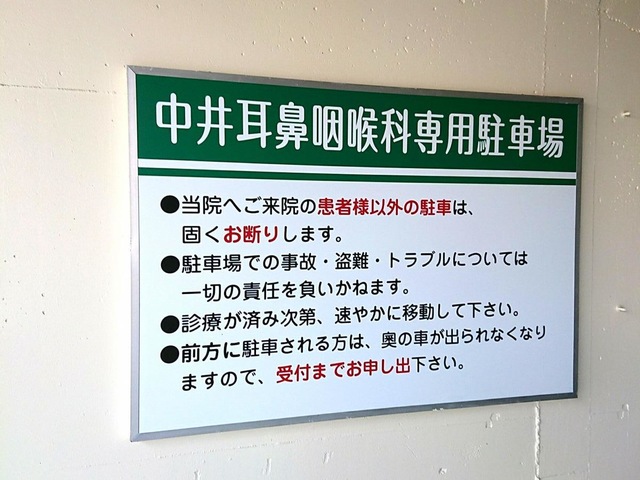 中井耳鼻咽喉科専用駐車場
●当院へご来院の患者様以外の駐車は、
固くお断りします。
●駐車場での事故・盗難・トラブルについては
一切の責任を負いかねます。
●診療が済み次第、速やかに移動して下さい。
●前方に駐車される方は、奥の車が出られなくなり
ますので、受付までお申し出下さい。